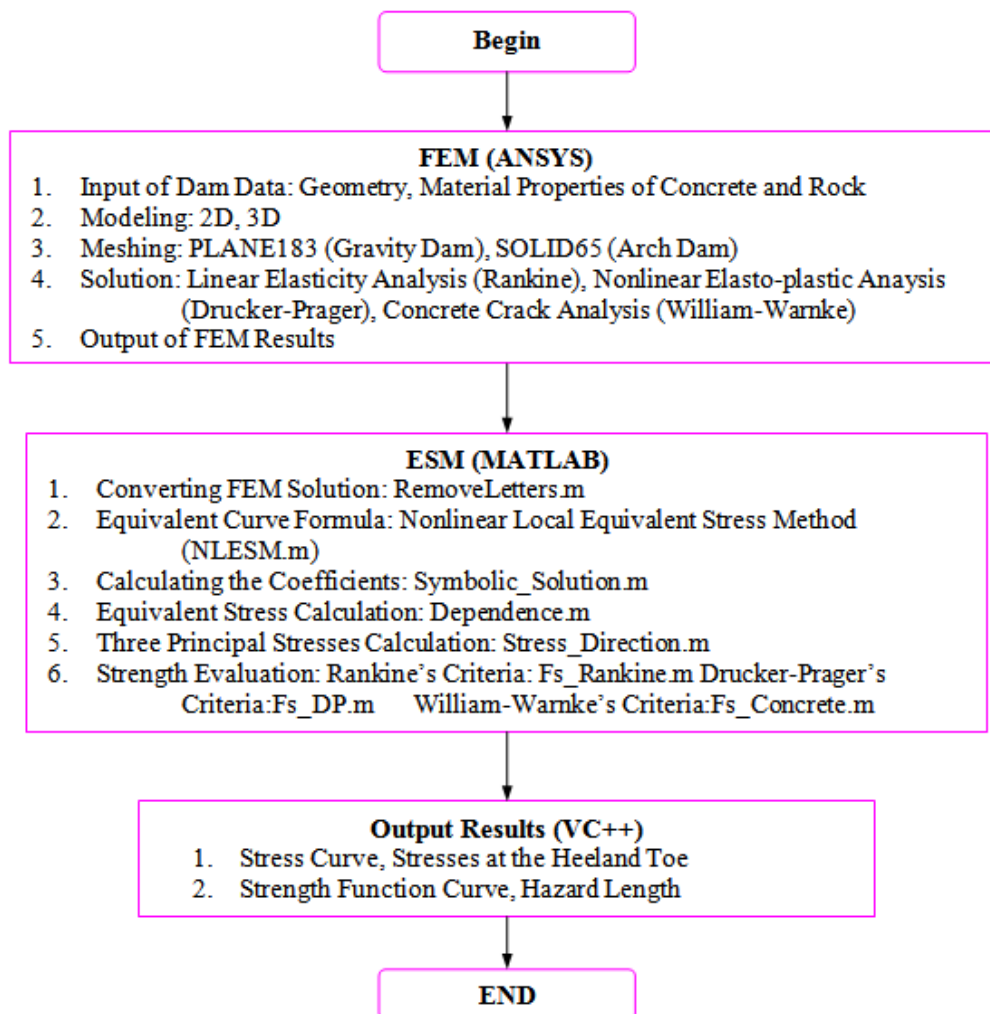 Begin
FEM (ANSYS)
1. Input of Dam Data: Geometry, Material Properties of Concrete and Rock
2. Modeling: 2D, 3D
3. Meshing: PLANE183 (Gravity Dam), SOLID65 (Arch Dam)
4. Solution: Linear Elasticity Analysis (Rankine), Nonlinear Elasto-plastic Anaysis
(Drucker-Prager), Concrete Crack Analysis (William-Warnke)
5. Output of FEM Results
ESM (MATLAB)
1. Converting FEM Solution: RemoveLetters.m
2. Equivalent Curve Formula: Nonlinear Local Equivalent Stress Method
(NLESM.m)
3. Calculating the Coefficients: Symbolic_Solution.m
4. Equivalent Stress Calculation: Dependence.m
5. Three Principal Stresses Calculation: Stress_Direction.m
6. Strength Evaluation: Rankine’s Criteria: Fs_Rankine.m Drucker-Prager’s
Criteria:Fs_DP.m William-Warnke’s Criteria:Fs_Concrete.m
Output Results (VC++)
1. Stress Curve, Stresses at the Heeland Toe
2. Strength Function Curve, Hazard Length
END